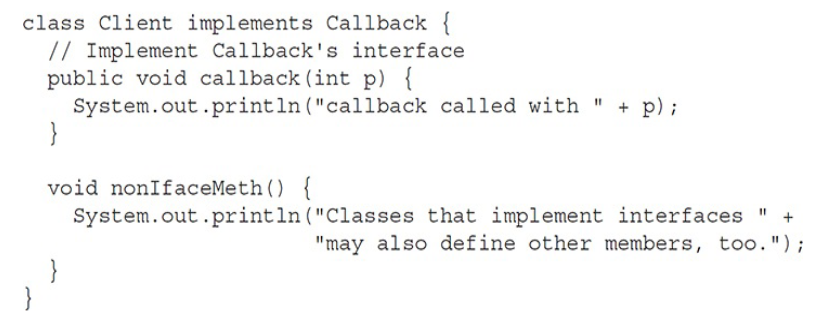 class Client implements Callback {
// Implement Callback's interface
public void callback(int p) {
System.out.println("callback called with " + p);
}
void nonIfaceMeth() {
System.out.println("Classes that implement interfaces " +
"may also define other members, too.");
}
}